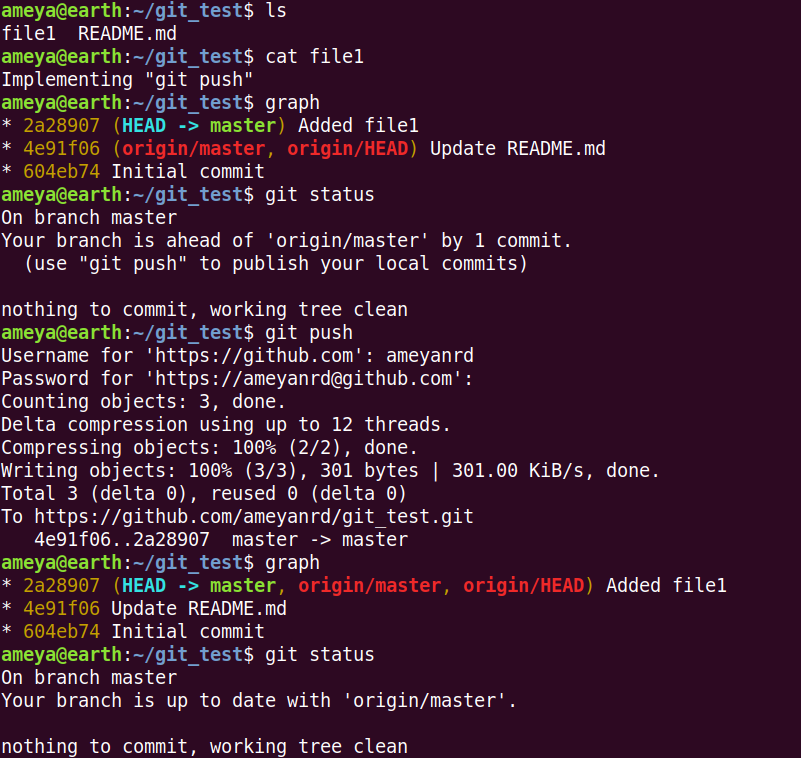 ameya@earth:~/git_test$ ls
file1  README.md
ameya@earth:~/git_test$ cat file1
Implementing "git push"
ameya@earth:~/git_test$ graph
* 2a28907 (HEAD -> master) Added file1
* 4e91f06 (origin/master, origin/HEAD) Update README.md
* 604eb74 Initial commit
ameya@earth:~/git_test$ git status
On branch master
Your branch is ahead of 'origin/master' by 1 commit.
  (use "git push" to publish your local commits)

nothing to commit, working tree clean
ameya@earth:~/git_test$ git push
Username for 'https://github.com': ameyanrd
Password for 'https://ameyanrd@github.com':
Counting objects: 3, done.
Delta compression using up to 12 threads.
Compressing objects: 100% (2/2), done.
Writing objects: 100% (3/3), 301 bytes | 301.00 KiB/s, done.
Total 3 (delta 0), reused 0 (delta 0)
To https://github.com/ameyanrd/git_test.git
   4e91f06..2a28907  master -> master
ameya@earth:~/git_test$ graph
* 2a28907 (HEAD -> master, origin/master, origin/HEAD) Added file1
* 4e91f06 Update README.md
* 604eb74 Initial commit
ameya@earth:~/git_test$ git status
On branch master
Your branch is up to date with 'origin/master'.

nothing to commit, working tree clean